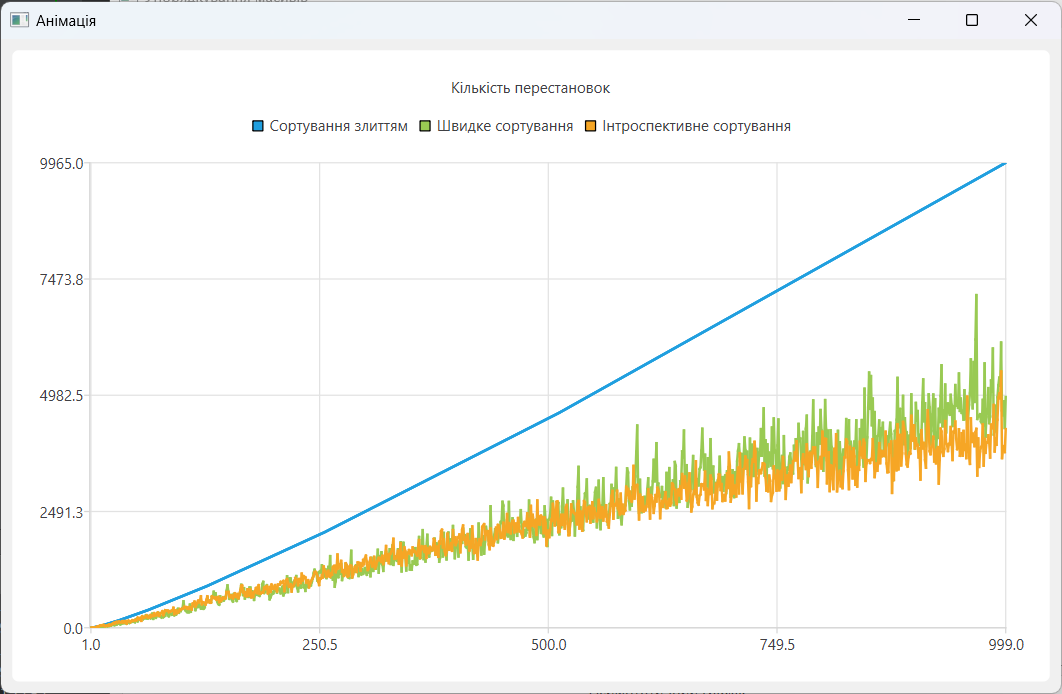 Анімація
Кількість перестановок
Сортування злиттям Швидке сортування Інтроспективне сортування
9965.0
7473.8
4982.5
2491.3
0.0
1.0 250.5 500.0 749.5 999.0